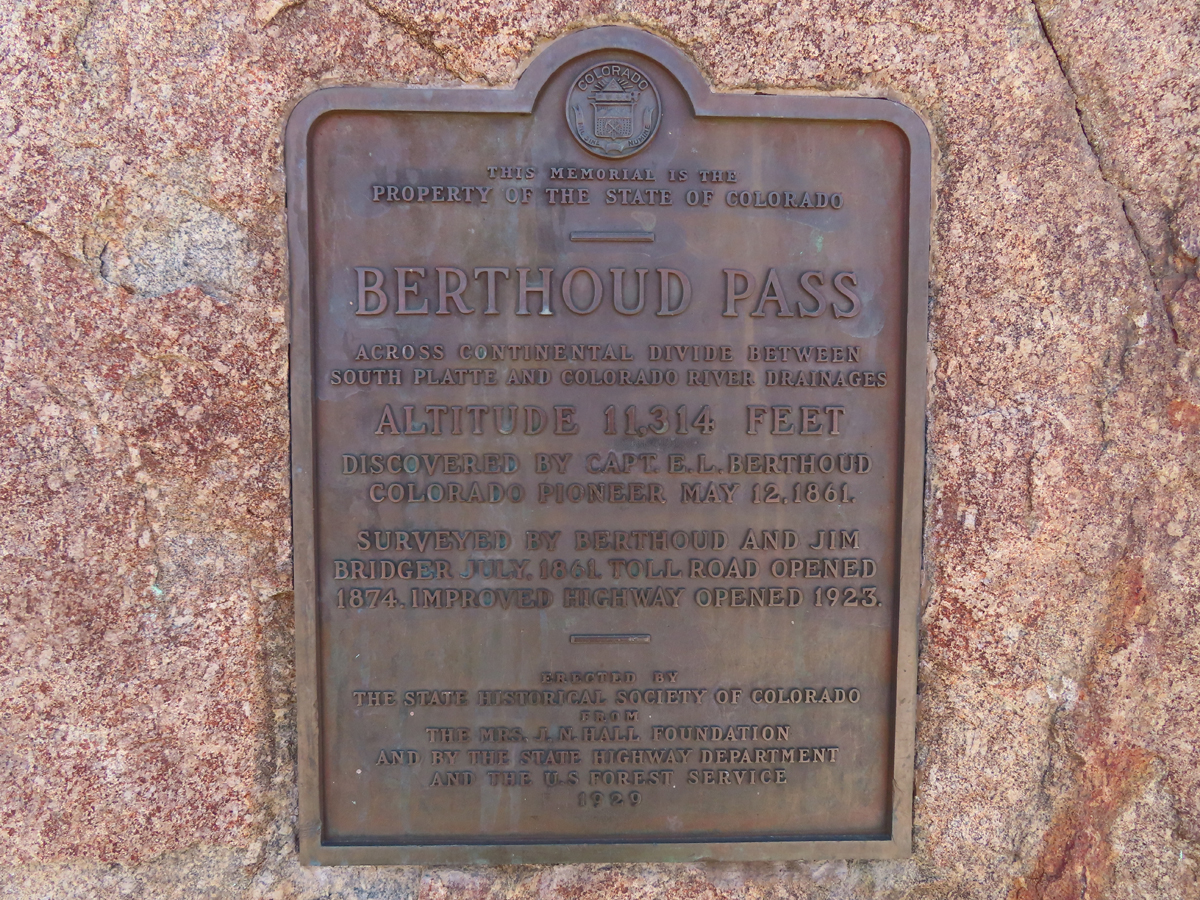 COLORADO
THIS MEMORIAL IS THE
PROPERTY OF THE STATE OF COLORADO
BERTHOUD PASS
ACROSS CONTINENTAL DIVIDE BETWEEN
SOUTH PLATTE AND COLORADO RIVER DRAINAGES
ALTITUDE 11,314 FEET
DISCOVERED BY CAPT. E. L. BERTHOUD
COLORADO PIONEER, MAY 12, 1861.
SURVEYED BY BERTHOUD AND JIM
BRIDGER JULY, 1861. TOLL ROAD OPENED
1874. IMPROVED HIGHWAY OPENED 1923.
ERECTED BY
THE STATE HISTORICAL SOCIETY OF COLORADO
FROM
THE MRS. J. N. HALL FOUNDATION
AND BY THE STATE HIGHWAY DEPARTMENT
AND THE U.S FOREST SERVICE
1929